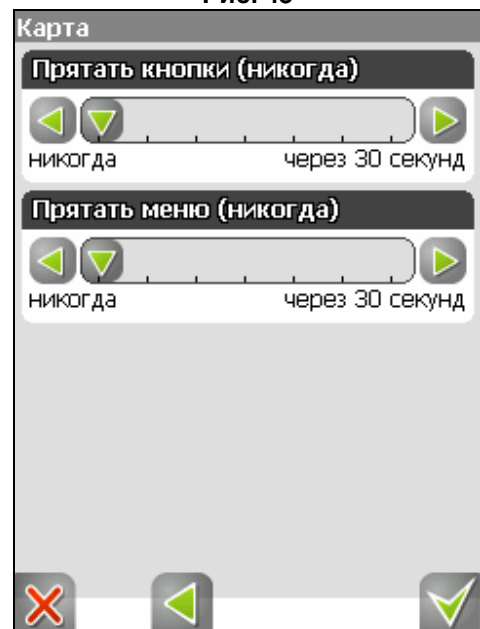 Карта
Прятать кнопки (никогда)
никогда через 30 секунд
Прятать меню (никогда)
никогда через 30 секунд